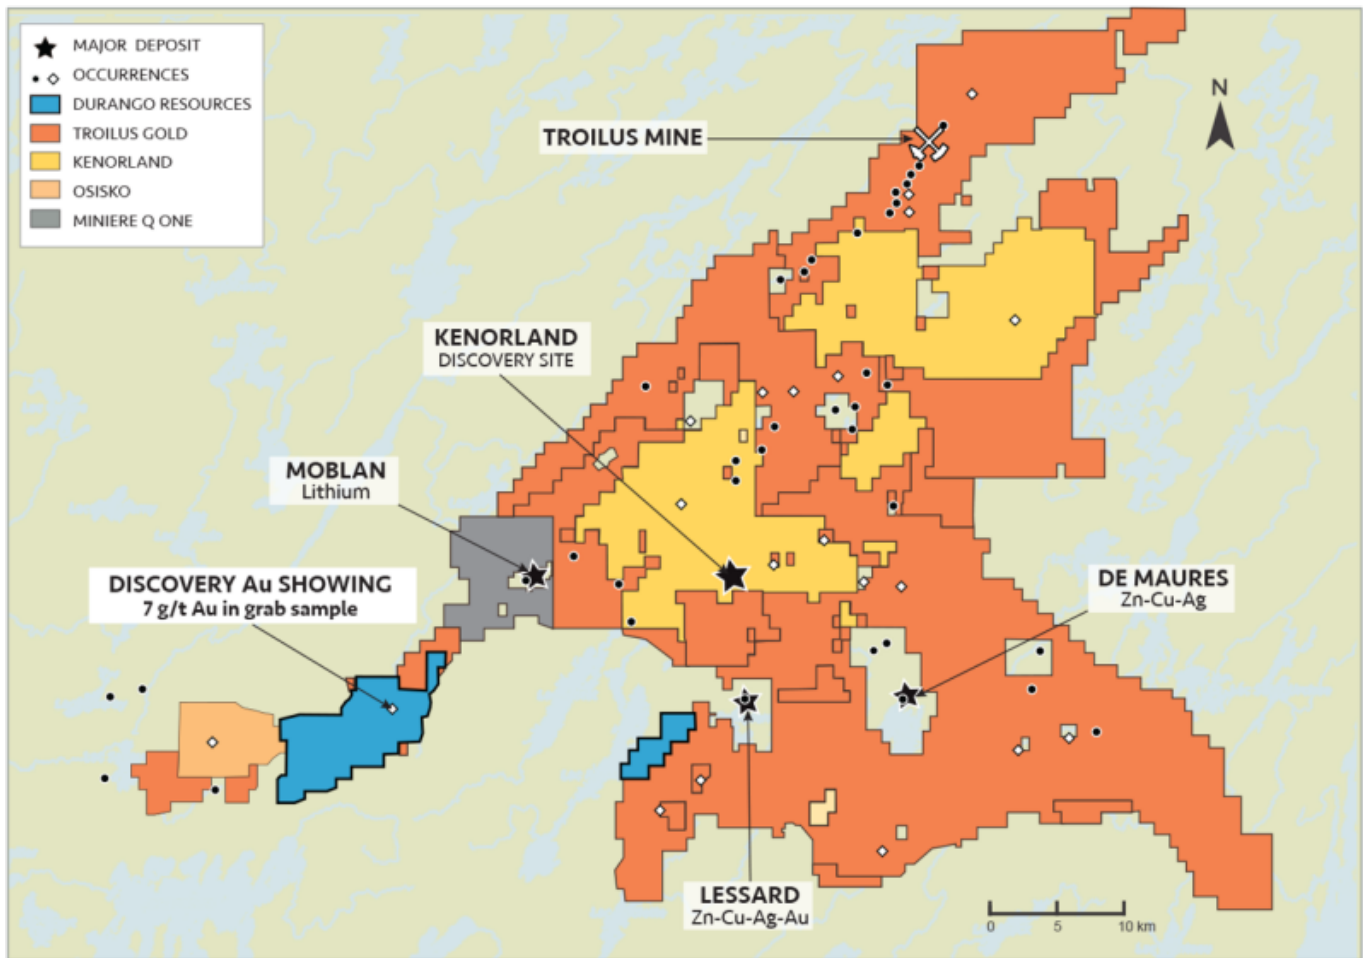 MAJOR DEPOSIT
OCCURRENCES
DURANGO RESOURCES
TROILUS GOLD
KENORLAND
OSISKO
MINIERE Q ONE
N
TROILUS MINE
KENORLAND
DISCOVERY SITE
MOBLAN
Lithium
DISCOVERY Au SHOWING
7 g/t Au in grab sample
DE MAURES
Zn-Cu-Ag
LESSARD
Zn-Cu-Ag-Au
0 5 10 km